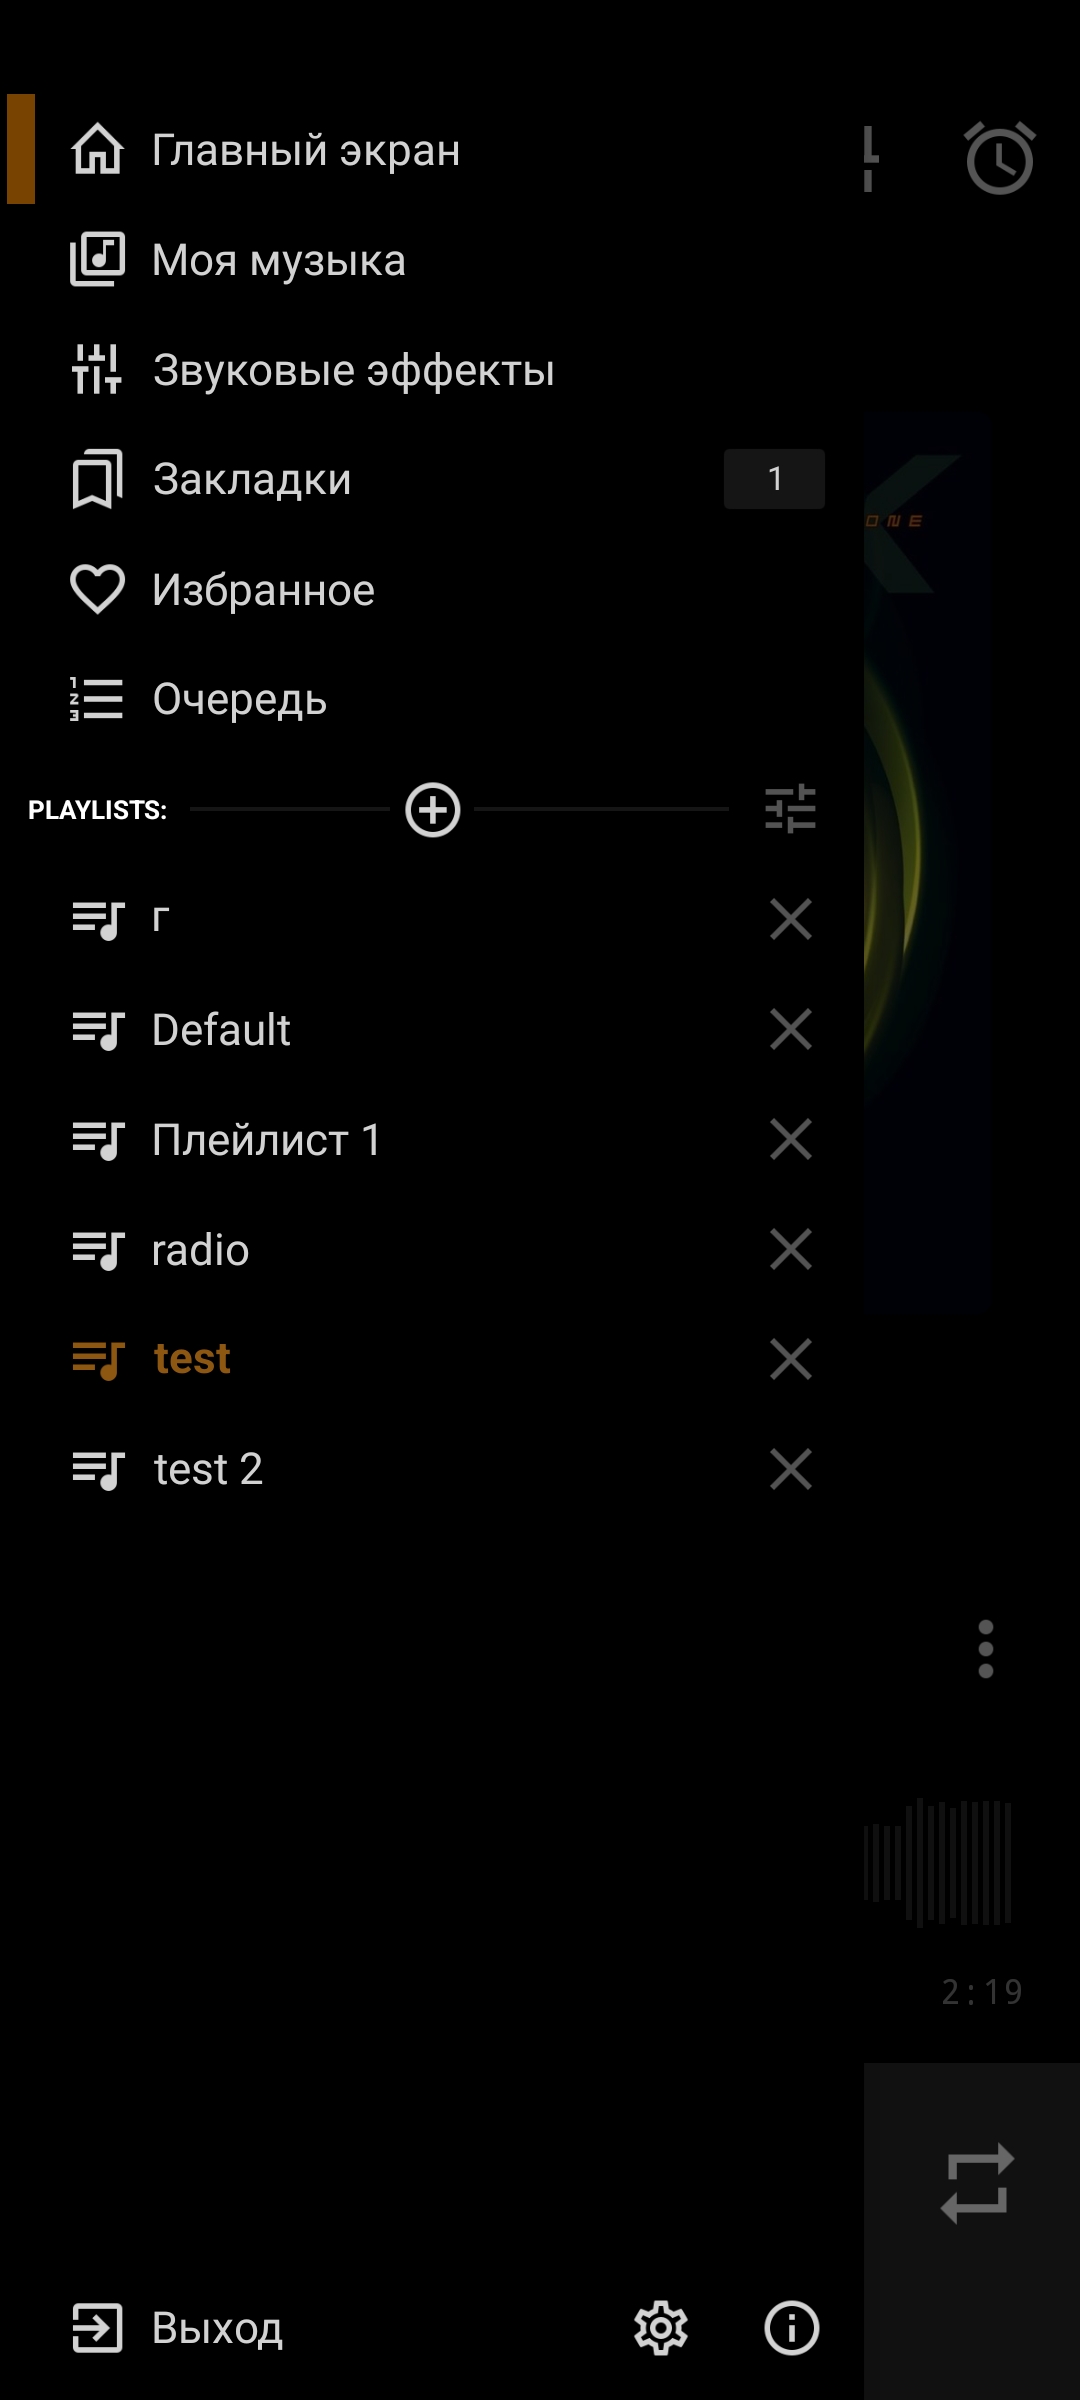 Главный экран
Моя музыка
Звуковые эффекты
Закладки
1
ONE
Избранное
Очередь
PLAYLISTS:
г
Default
Плейлист 1
radio
test
test 2
2:19
Выход